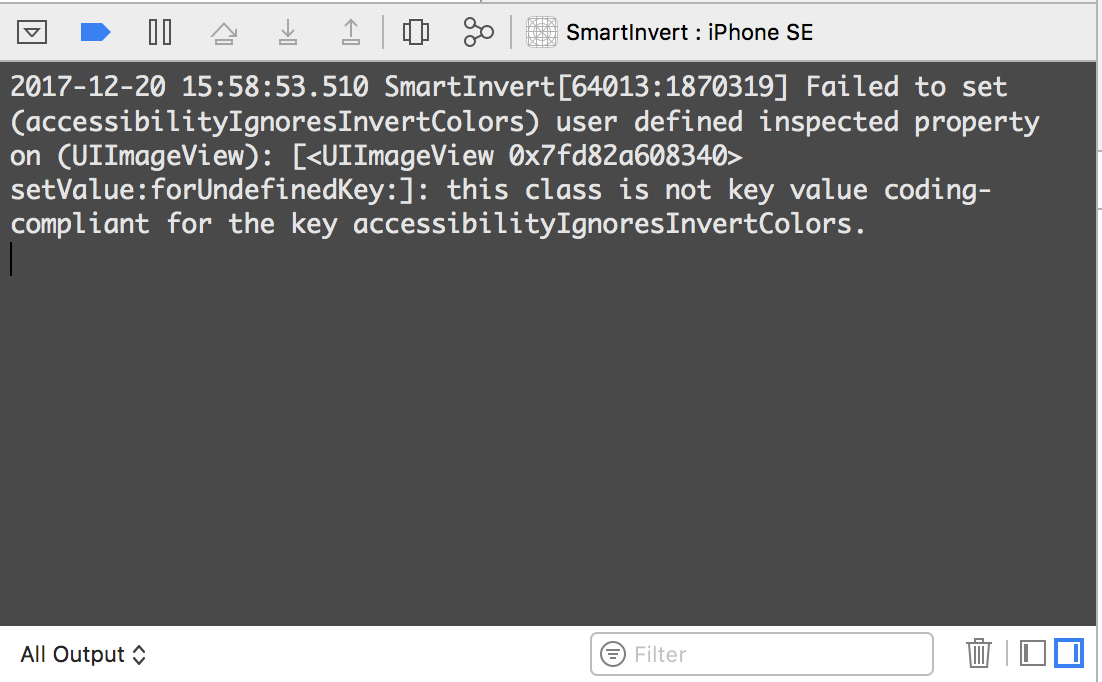 SmartInvert : iPhone SE
2017-12-20 15:58:53.510 SmartInvert[64013:1870319] Failed to set
(accessibilityIgnoresInvertColors) user defined inspected property
on (UIImageView): [<UIImageView 0x7fd82a608340>
setValue:forUndefinedKey:]: this class is not key value coding-
compliant for the key accessibilityIgnoresInvertColors.
All Output
Filter